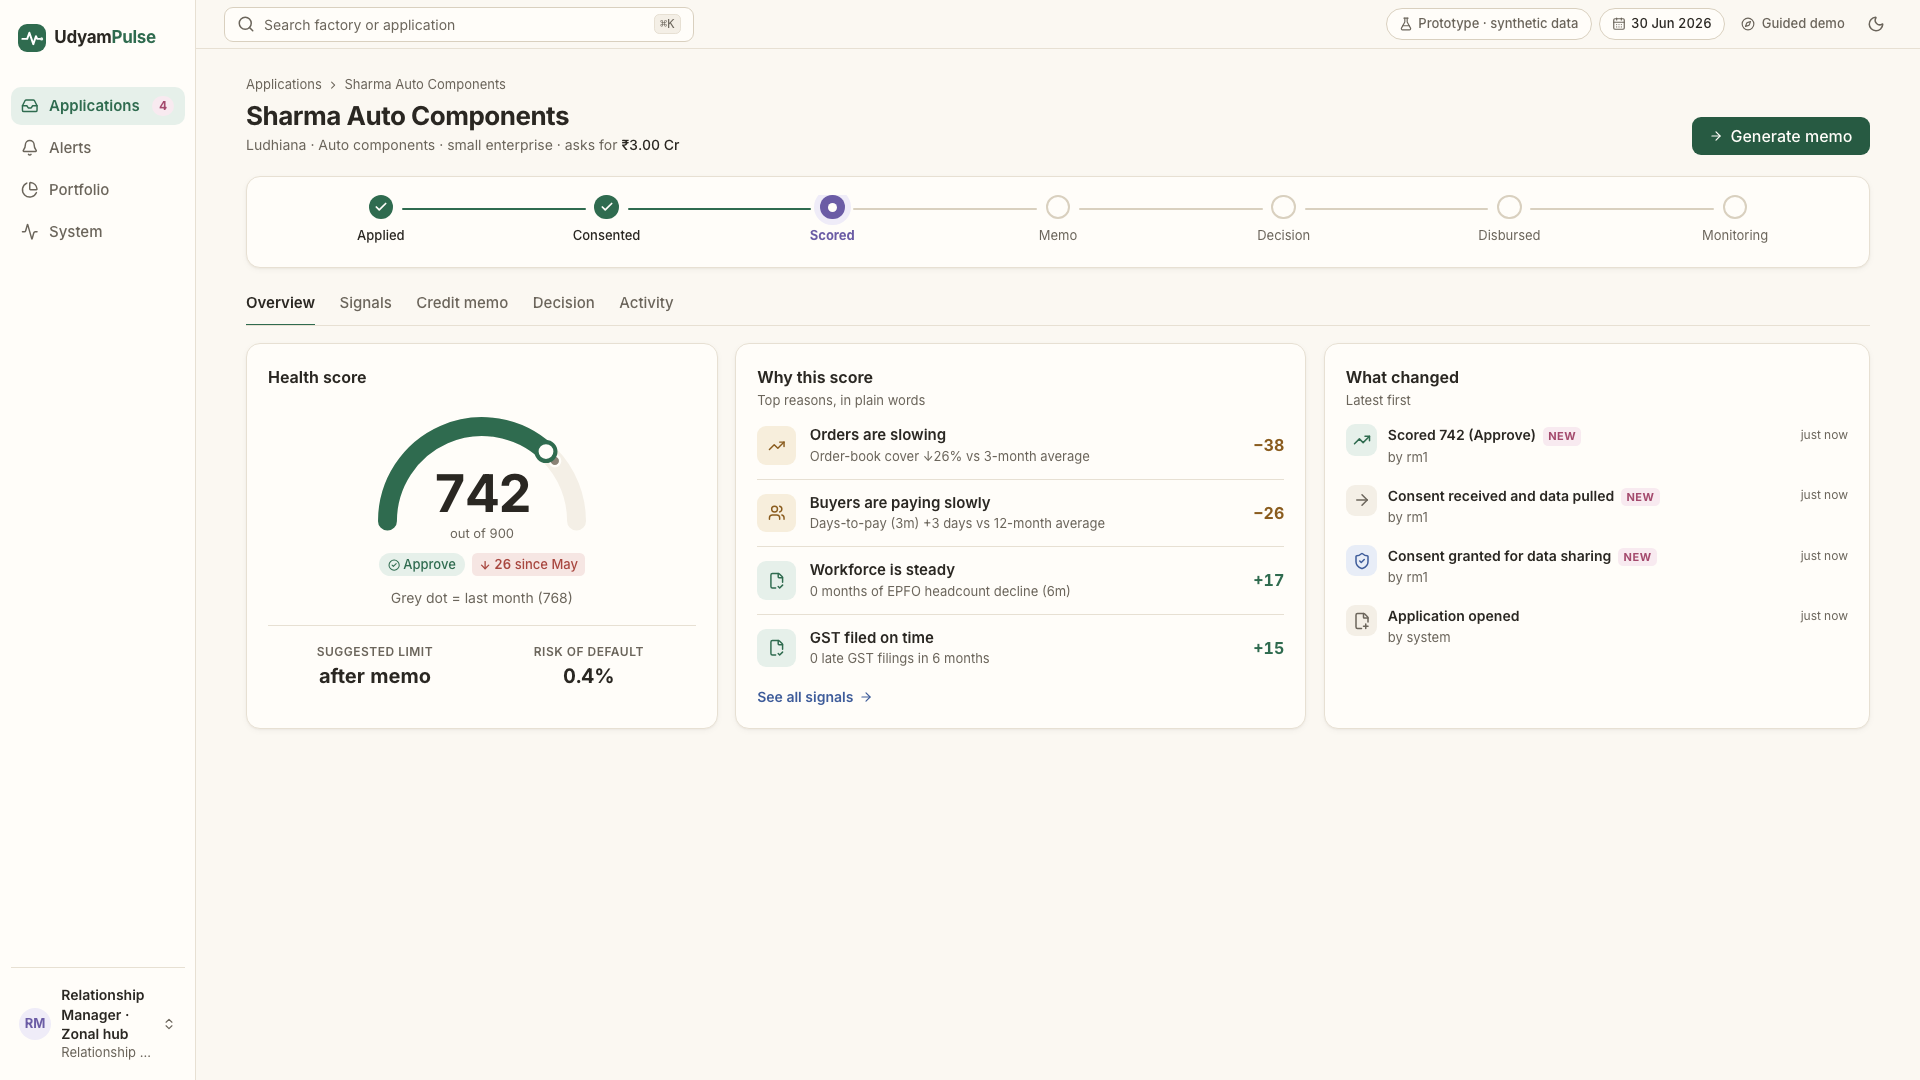 UdyamPulse
Search factory or application
⌘K
Prototype · synthetic data
30 Jun 2026
Guided demo
Applications 4
Alerts
Portfolio
System
Applications › Sharma Auto Components
Sharma Auto Components
Ludhiana · Auto components · small enterprise · asks for ₹3.00 Cr
Generate memo
Applied
Consented
Scored
Memo
Decision
Disbursed
Monitoring
Overview
Signals
Credit memo
Decision
Activity
Health score
742
out of 900
Approve
↓ 26 since May
Grey dot = last month (768)
SUGGESTED LIMIT
after memo
RISK OF DEFAULT
0.4%
Why this score
Top reasons, in plain words
Orders are slowing
Order-book cover ↓26% vs 3-month average
−38
Buyers are paying slowly
Days-to-pay (3m) +3 days vs 12-month average
−26
Workforce is steady
0 months of EPFO headcount decline (6m)
+17
GST filed on time
0 late GST filings in 6 months
+15
See all signals →
What changed
Latest first
Scored 742 (Approve) NEW
just now
by rm1
Consent received and data pulled NEW
just now
by rm1
Consent granted for data sharing NEW
just now
by rm1
Application opened
just now
by system
RM
Relationship
Manager ·
Zonal hub
Relationship ...